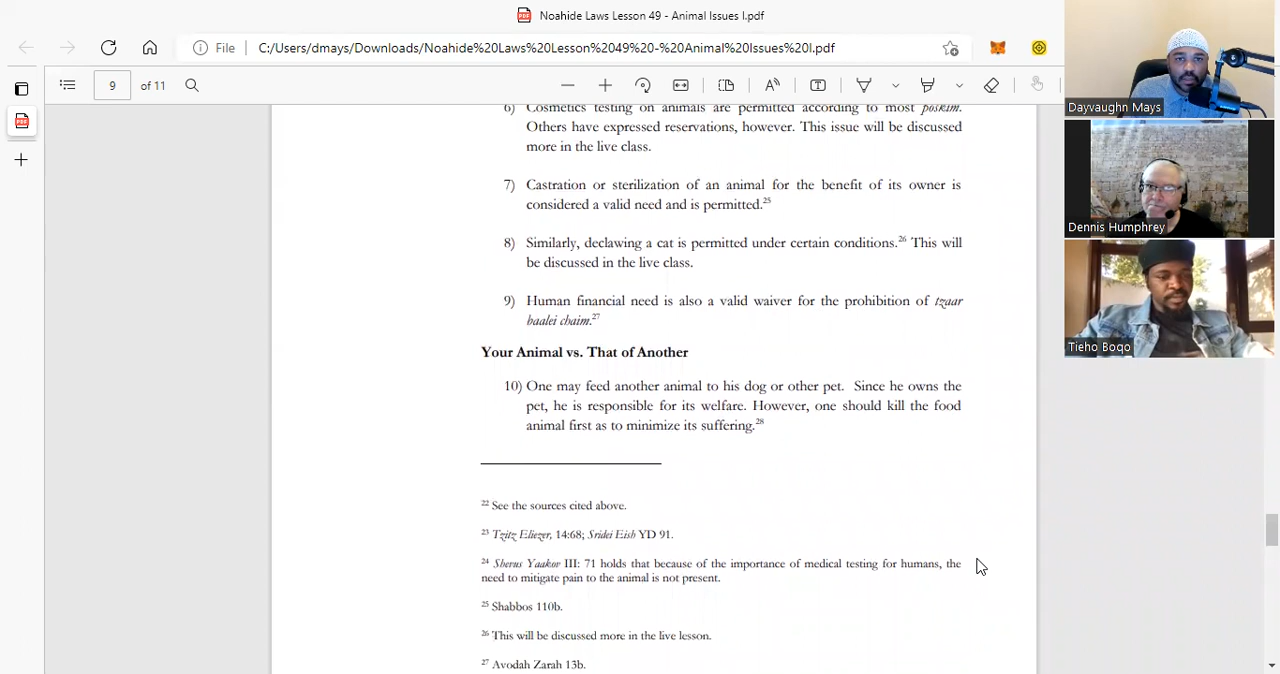 Noahide Laws Lesson 49 - Animal Issues I.pdf
File C:/Users/dmays/Downloads/Noahide%20Laws%20Lesson%2049%20-%20Animal%20Issues%20I.pdf
9 of 11
6) Cosmetics testing on animals are permitted according to most poskim.
Others have expressed reservations, however. This issue will be discussed
more in the live class.
7) Castration or sterilization of an animal for the benefit of its owner is
considered a valid need and is permitted.25
8) Similarly, declawing a cat is permitted under certain conditions.26 This will
be discussed in the live class.
9) Human financial need is also a valid waiver for the prohibition of tzaar
baalei chaim.27
Your Animal vs. That of Another
10) One may feed another animal to his dog or other pet. Since he owns the
pet, he is responsible for its welfare. However, one should kill the food
animal first as to minimize its suffering.28
22 See the sources cited above.
23 Tzitz Eliezer, 14:68; Sridei Eish YD 91.
24 Sherus Yaakov III: 71 holds that because of the importance of medical testing for humans, the
need to mitigate pain to the animal is not present.
25 Shabbos 110b.
26 This will be discussed more in the live lesson.
27 Avodah Zarah 13b.
Dayvaughn Mays
Dennis Humphrey
Tieho Boqo